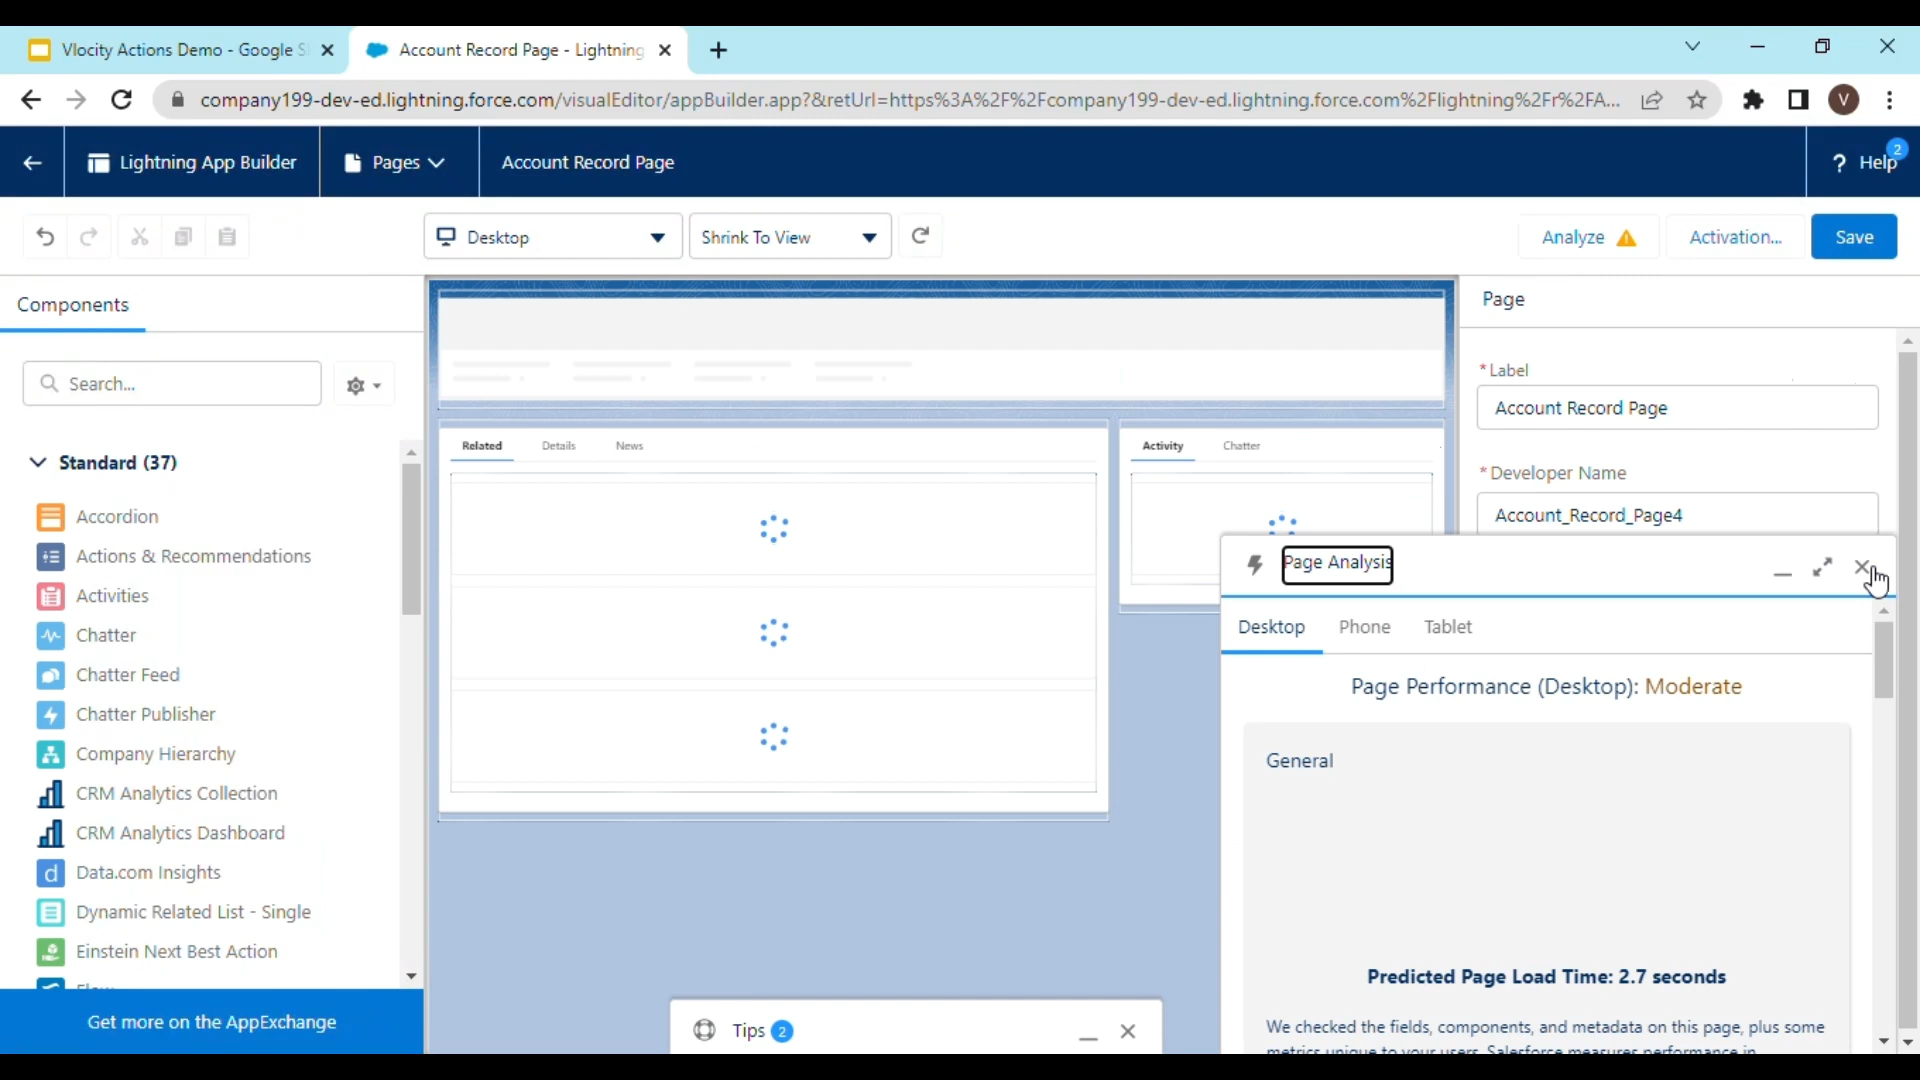 Vlocity Actions Demo - Google S
Account Record Page - Lightning
company199-dev-ed.lightning.force.com/visualEditor/appBuilder.app?&retUrl=https%3A%2F%2Fcompany199-dev-ed.lightning.force.com%2Flightning%2Fr%2FA...
V
Lightning App Builder
Pages
Account Record Page
? Help
2
Desktop
Shrink To View
Analyze
Activation...
Save
Components
Search...
Standard (37)
Accordion
Actions & Recommendations
Activities
Chatter
Chatter Feed
Chatter Publisher
Company Hierarchy
CRM Analytics Collection
CRM Analytics Dashboard
d Data.com Insights
Dynamic Related List - Single
Einstein Next Best Action
Get more on the AppExchange
Related Details News
Activity Chatter
Tips 2
Page
*Label
Account Record Page
*Developer Name
Account_Record_Page4
Page Analysis
Desktop Phone Tablet
Page Performance (Desktop): Moderate
General
Predicted Page Load Time: 2.7 seconds
We checked the fields, components, and metadata on this page, plus some
metrics unique to your users. Salesforce measures performance in